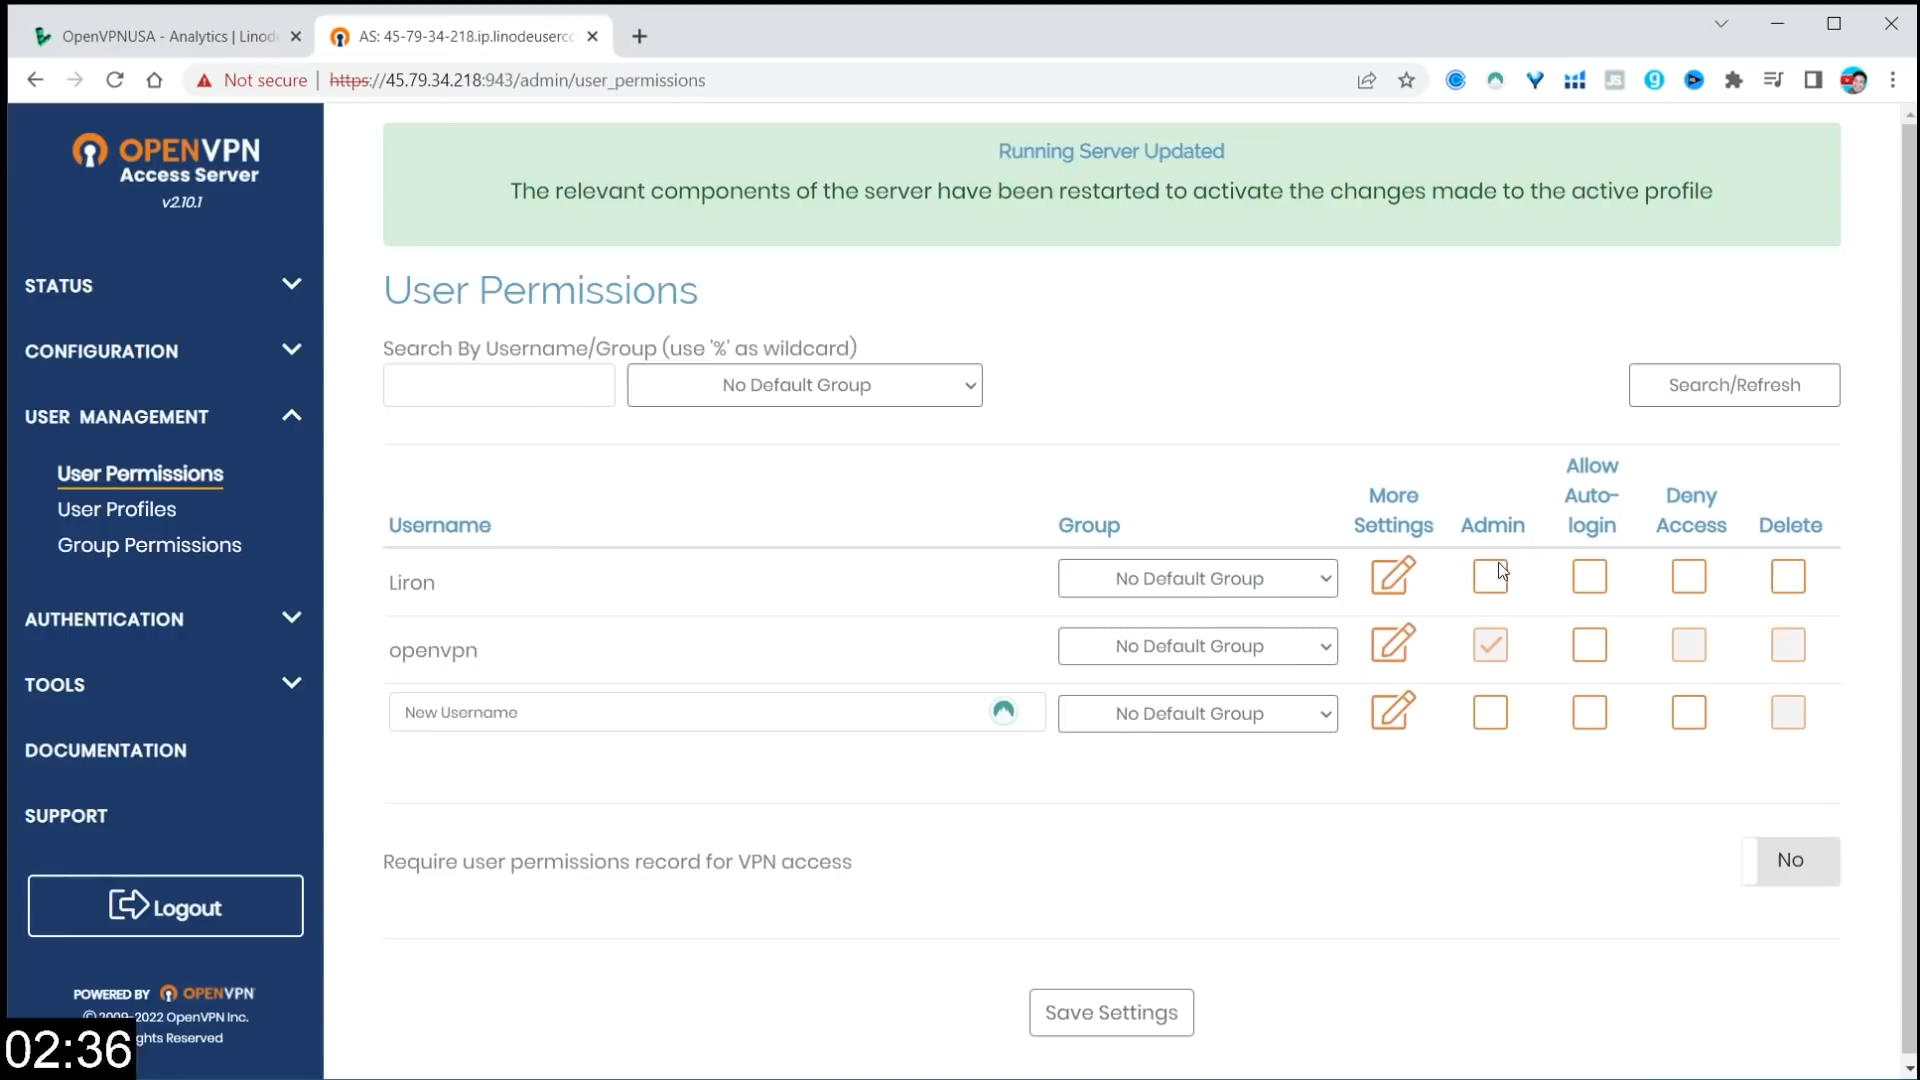 OpenVPNUSA - Analytics | Linod
AS: 45-79-34-218.ip.linodeuserco
Not secure | https://45.79.34.218:943/admin/user_permissions
OPENVPN
Access Server
v2.10.1
STATUS
CONFIGURATION
USER MANAGEMENT
User Permissions
User Profiles
Group Permissions
AUTHENTICATION
TOOLS
DOCUMENTATION
SUPPORT
Logout
POWERED BY OPENVPN
© 2009-2022 OpenVPN Inc.
ghts Reserved
02:36
Running Server Updated
The relevant components of the server have been restarted to activate the changes made to the active profile
User Permissions
Search By Username/Group (use '%' as wildcard)
No Default Group
Search/Refresh
Username
Group
More Settings
Admin
Allow Auto-login
Deny Access
Delete
Liron
No Default Group
openvpn
No Default Group
New Username
No Default Group
Require user permissions record for VPN access
No
Save Settings